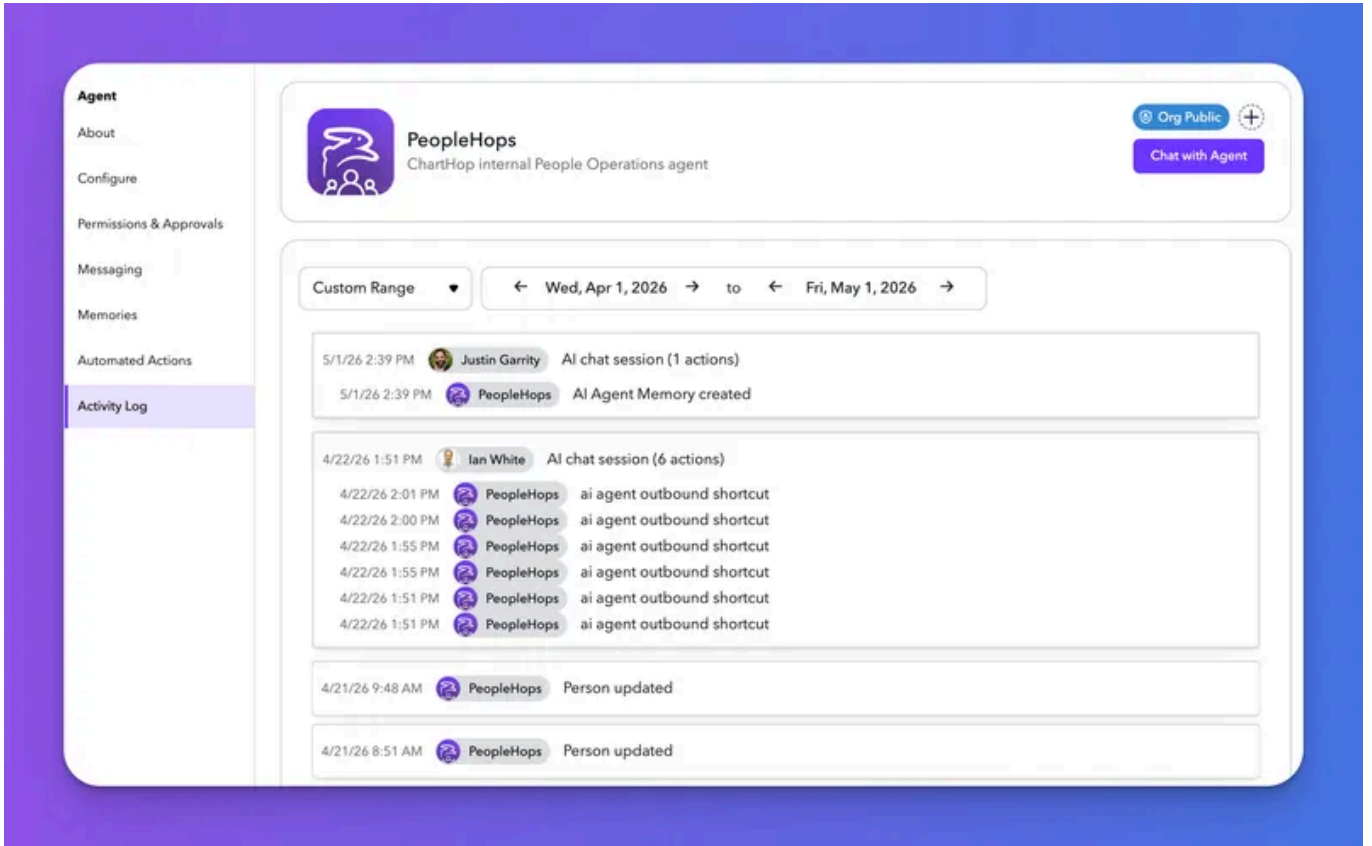 Agent
About
Configure
Permissions & Approvals
Messaging
Memories
Automated Actions
Activity Log
PeopleHops
ChartHop internal People Operations agent
Org Public
Chat with Agent
Custom Range
Wed, Apr 1, 2026 to Fri, May 1, 2026
5/1/26 2:39 PM Justin Garrity AI chat session (1 actions)
5/1/26 2:39 PM PeopleHops AI Agent Memory created
4/22/26 1:51 PM Ian White AI chat session (6 actions)
4/22/26 2:01 PM PeopleHops ai agent outbound shortcut
4/22/26 2:00 PM PeopleHops ai agent outbound shortcut
4/22/26 1:55 PM PeopleHops ai agent outbound shortcut
4/22/26 1:55 PM PeopleHops ai agent outbound shortcut
4/22/26 1:51 PM PeopleHops ai agent outbound shortcut
4/22/26 1:51 PM PeopleHops ai agent outbound shortcut
4/21/26 9:48 AM PeopleHops Person updated
4/21/26 8:51 AM PeopleHops Person updated